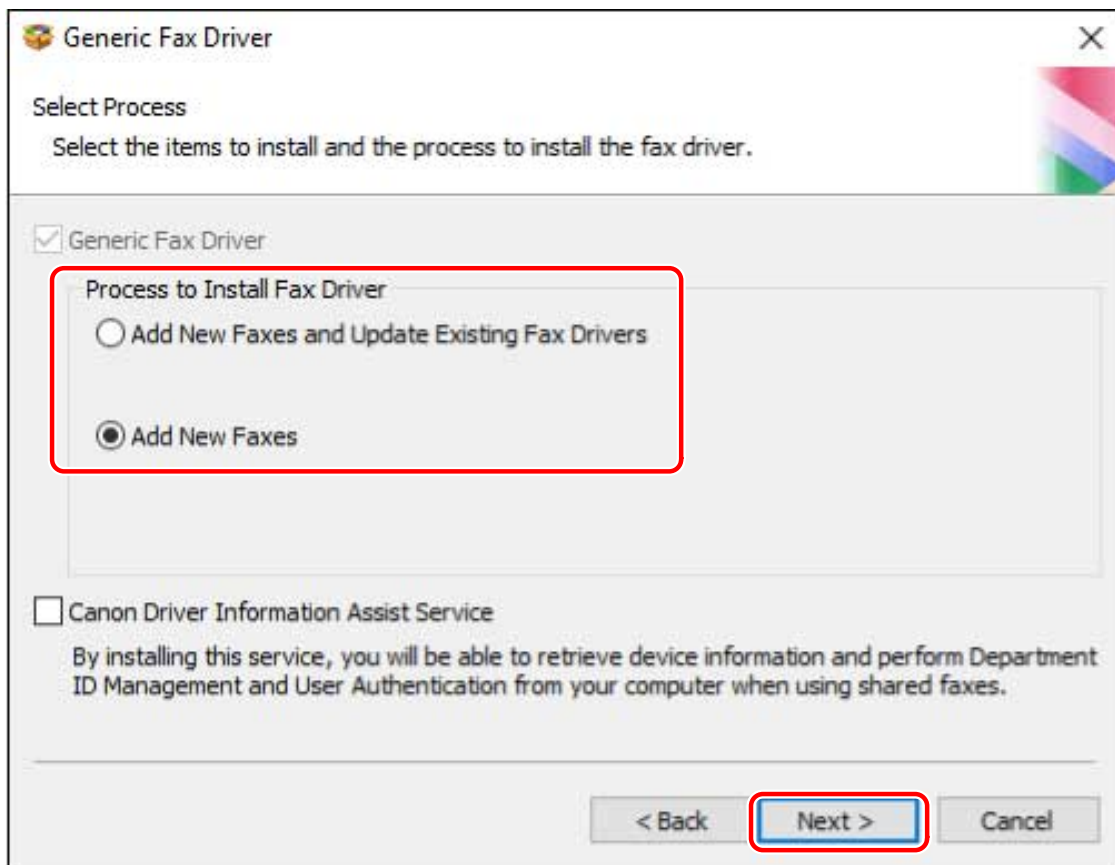 Generic Fax Driver
Select Process
Select the items to install and the process to install the fax driver.
Generic Fax Driver
Process to Install Fax Driver
Add New Faxes and Update Existing Fax Drivers
Add New Faxes
Canon Driver Information Assist Service
By installing this service, you will be able to retrieve device information and perform Department
ID Management and User Authentication from your computer when using shared faxes.
< Back Next > Cancel